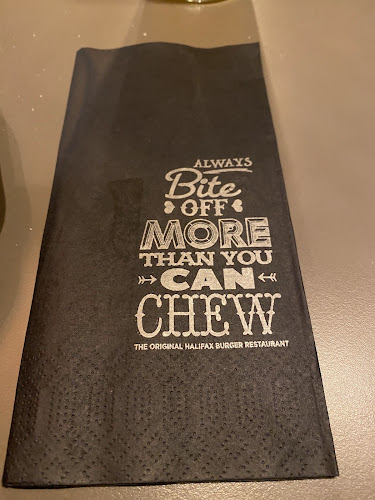 ALWAYS
Bite
OFF
MORE
THAN YOU
CAN
CHEW
THE ORIGINAL HALIFAX BURGER RESTAURANT